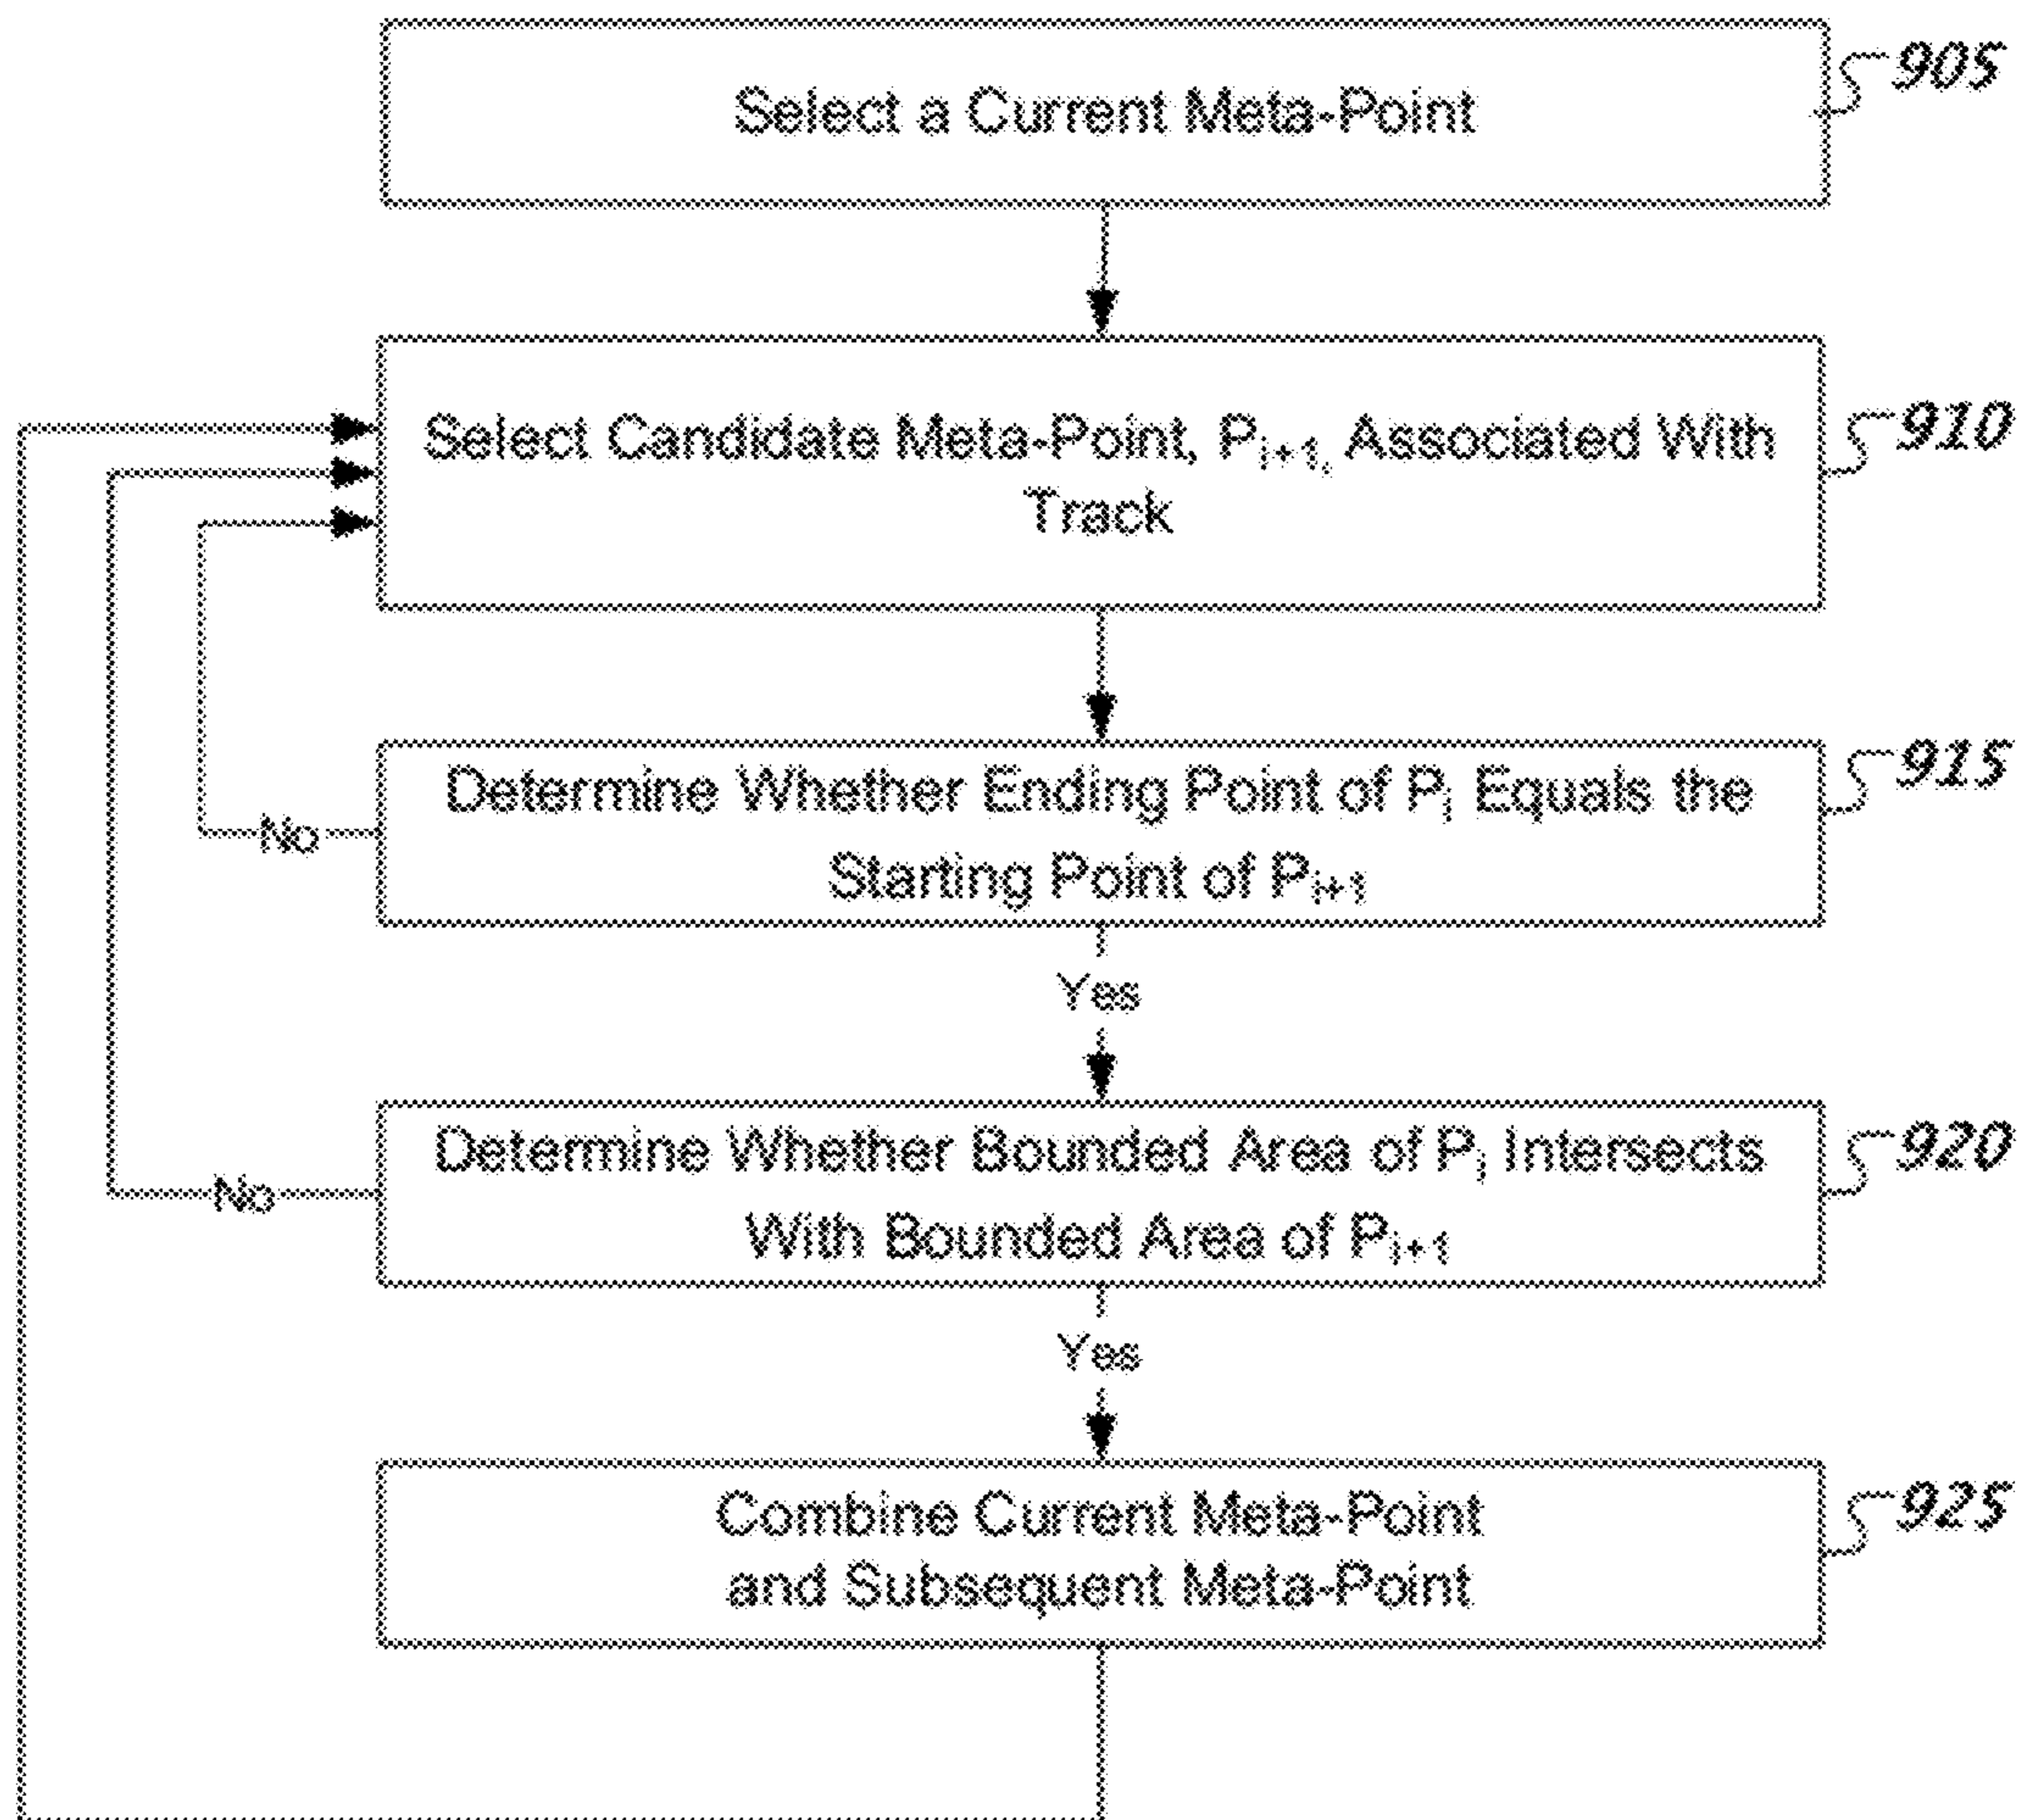 Select a Current Meta-Point
905
Select Candidate Meta-Point, Pi+1, Associated With
Track
910
Determine Whether Ending Point of Pi Equals the
Starting Point of Pi+1
915
No
Yes
Determine Whether Bounded Area of Pi Intersects
With Bounded Area of Pi+1
920
No
Yes
Combine Current Meta-Point
and Subsequent Meta-Point
925